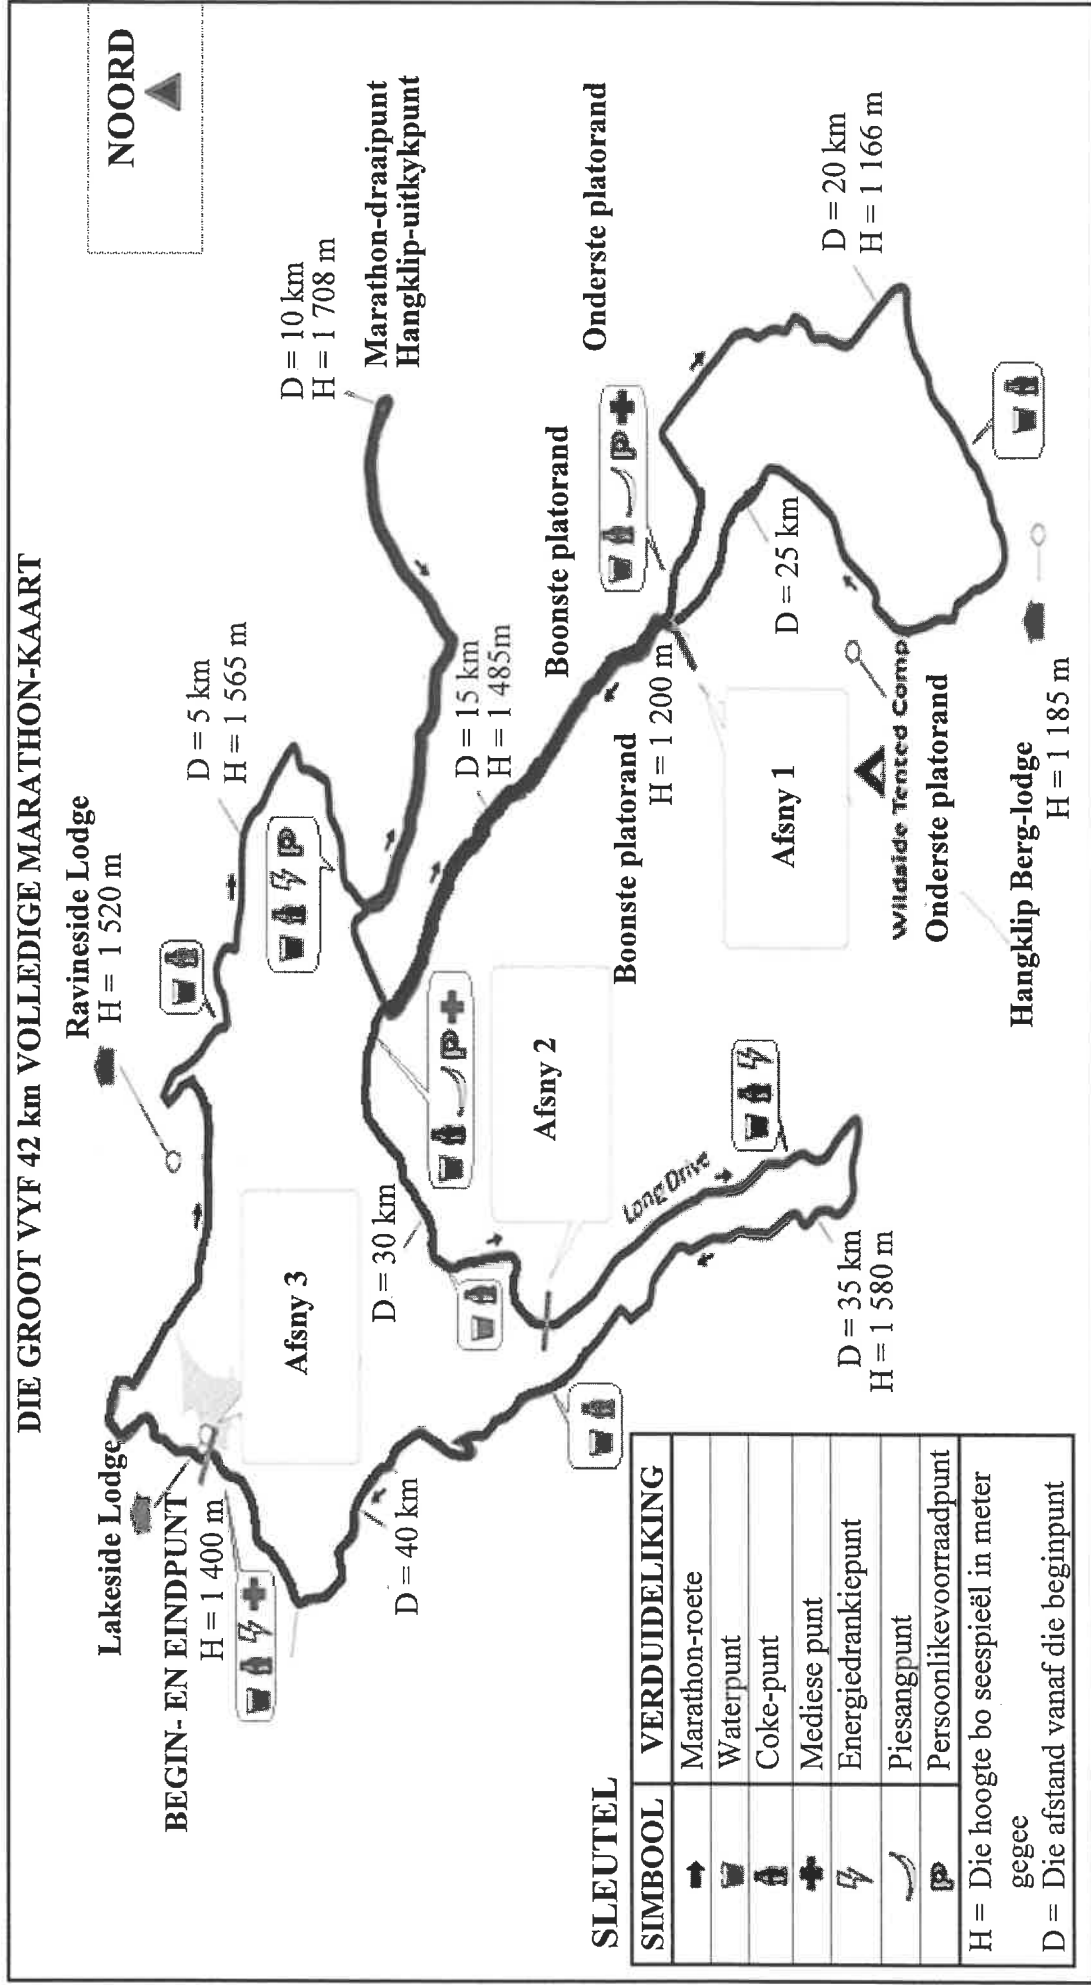 DIE GROOT VYF 42 km VOLLEDIGE MARATHON-KAART
NOORD
Ravineside Lodge
H = 1 520 m
D = 5 km
H = 1 565 m
D = 10 km
H = 1 708 m
Marathon-draaipunt
Hangklip-uitkykpunt
Lakeside Lodge
BEGIN- EN EINDPUNT
H = 1 400 m
Afsny 3
D = 30 km
D = 40 km
D = 15 km
H = 1 485m
Boonste platorand
Onderste platorand
Afsny 2
Long Drive
Boonste platorand
H = 1 200 m
Afsny 1
D = 25 km
D = 20 km
H = 1 166 m
D = 35 km
H = 1 580 m
Wildside Tented Camp
Onderste platorand
Hangklip Berg-lodge
H = 1 185 m
SLEUTEL
SIMBOOL VERDUIDELIKING
Marathon-roete
Waterpunt
Coke-punt
Mediese punt
Energiedrankiepunt
Piesangpunt
P Persoonlikevoorraadpunt
H = Die hoogte bo seespieël in meter
gegee
D = Die afstand vanaf die beginpunt
P
P
P